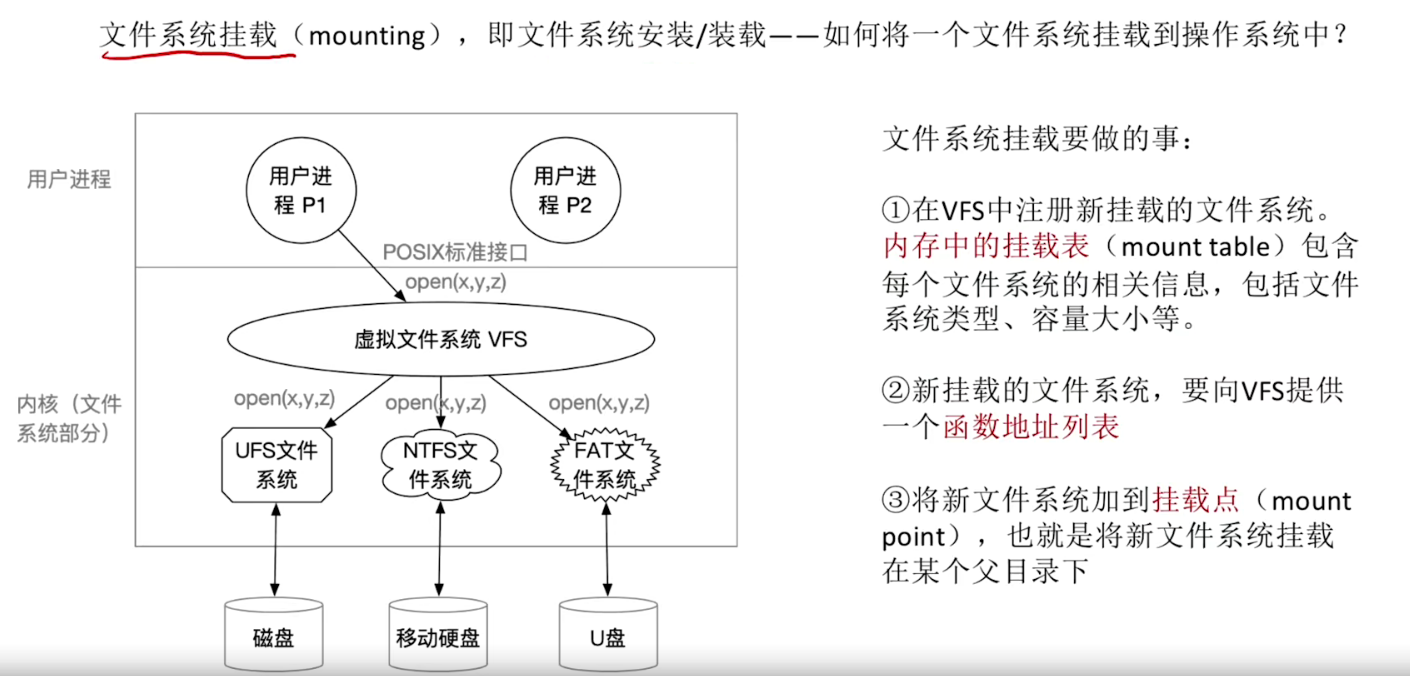 文件系统挂载（mounting），即文件系统安装/装载——如何将一个文件系统挂载到操作系统中？
用户进程
用户进
程 P1
用户进
程 P2
POSIX标准接口
open(x,y,z)
虚拟文件系统 VFS
内核（文件
系统部分）
open(x,y,z)
open(x,y,z)
open(x,y,z)
UFS文件
系统
NTFS文
件系统
FAT文
件系统
磁盘
移动硬盘
U盘
文件系统挂载要做的事：
①在VFS中注册新挂载的文件系统。
内存中的挂载表（mount table）包含
每个文件系统的相关信息，包括文件
系统类型、容量大小等。
②新挂载的文件系统，要向VFS提供
一个函数地址列表
③将新文件系统加到挂载点（mount
point），也就是将新文件系统挂载
在某个父目录下